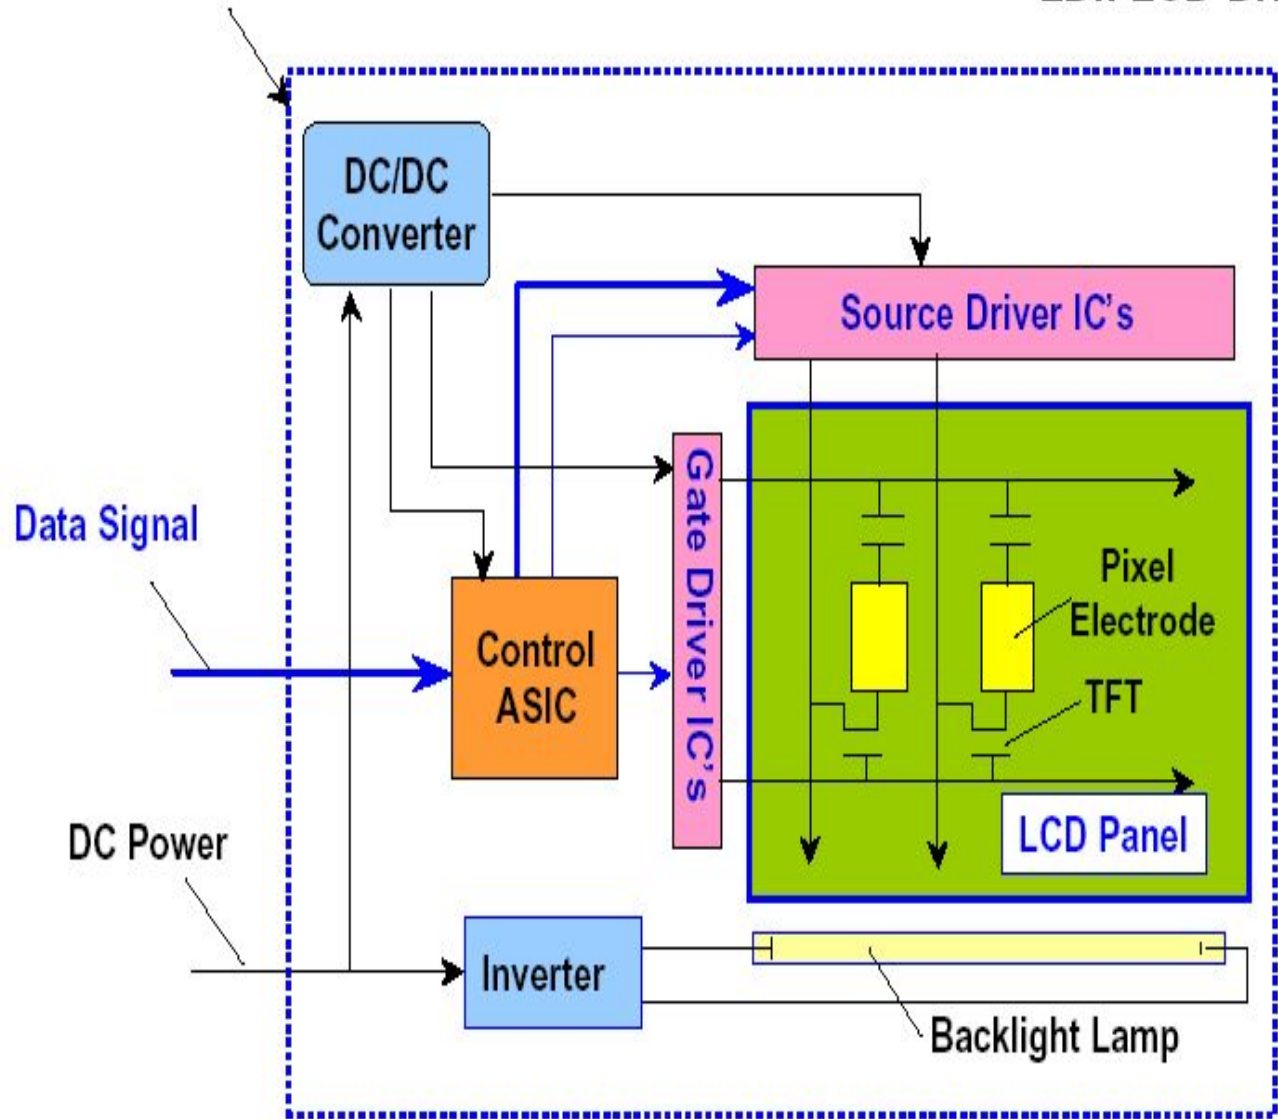 DC/DC
Converter
Source Driver IC's
Gate Driver IC's
Data Signal
Pixel
Electrode
Control
ASIC
TFT
LCD Panel
DC Power
Inverter
Backlight Lamp